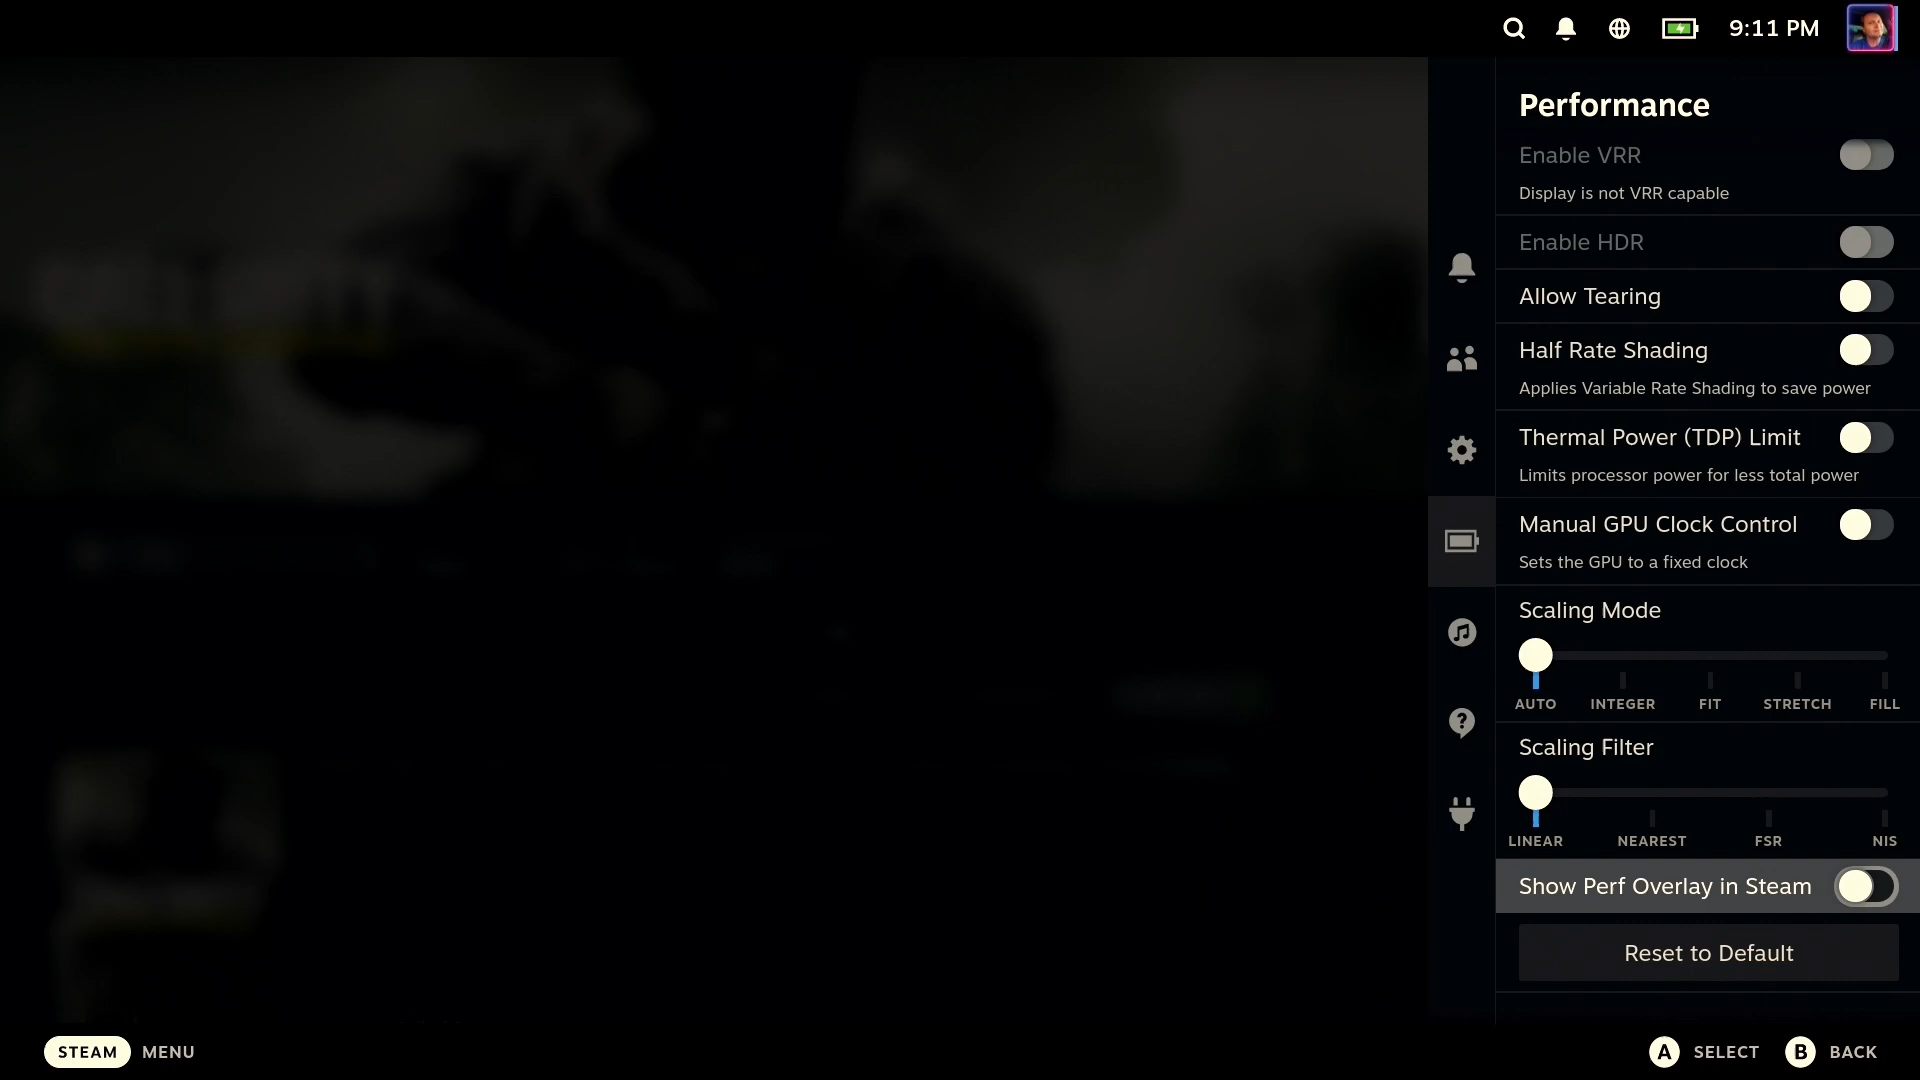 9:11 PM
Performance
Enable VRR
Display is not VRR capable
Enable HDR
Allow Tearing
Half Rate Shading
Applies Variable Rate Shading to save power
Thermal Power (TDP) Limit
Limits processor power for less total power
Manual GPU Clock Control
Sets the GPU to a fixed clock
Scaling Mode
AUTO INTEGER FIT STRETCH FILL
Scaling Filter
LINEAR NEAREST FSR NIS
Show Perf Overlay in Steam
Reset to Default
STEAM MENU A SELECT B BACK